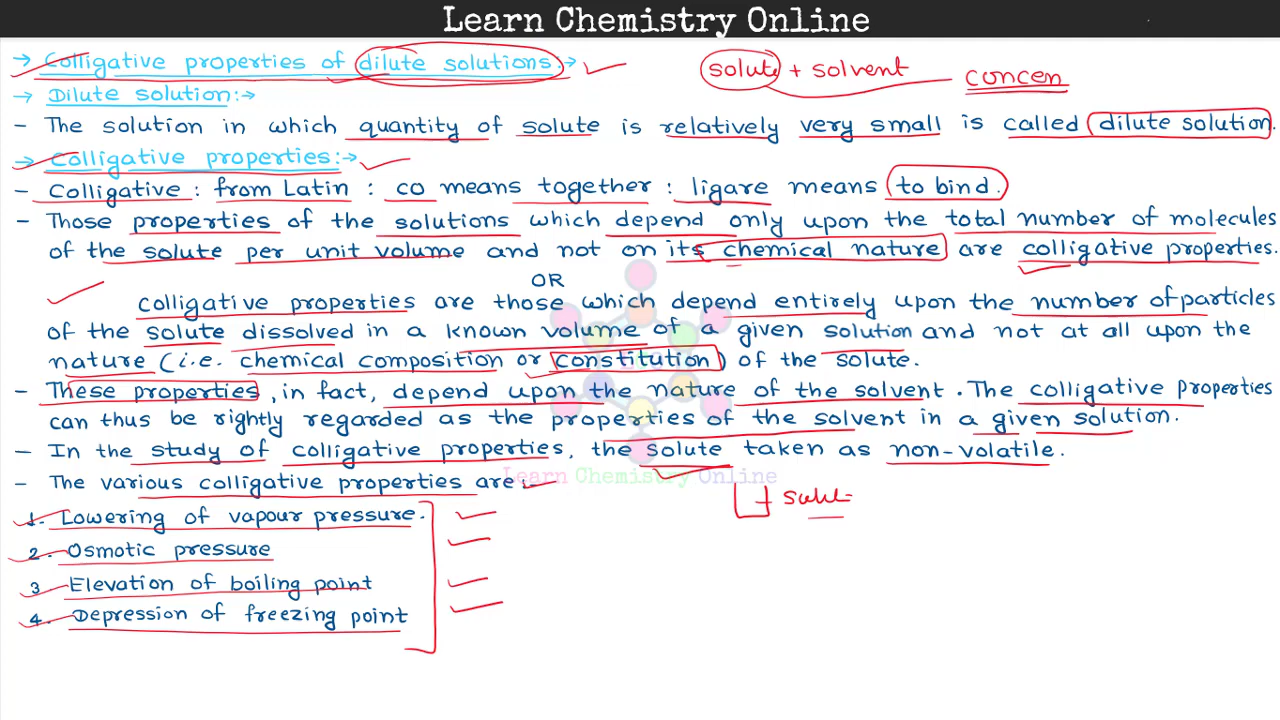 Learn Chemistry Online
→ Colligative properties of dilute solutions:→
solute + solvent
concen
→ Dilute solution:→
- The solution in which quantity of solute is relatively very small is called dilute solution.
→ Colligative properties:→
- Colligative : from Latin : co means together : ligare means to bind.
- Those properties of the solutions which depend only upon the total number of molecules
of the solute per unit volume and not on its chemical nature are colligative properties.
OR
colligative properties are those which depend entirely upon the number of particles
of the solute dissolved in a known volume of a given solution and not at all upon the
nature (i.e. chemical composition or constitution) of the solute.
- These properties, in fact, depend upon the nature of the solvent. The colligative properties
can thus be rightly regarded as the properties of the solvent in a given solution.
- In the study of colligative properties, the solute taken as non-volatile.
Learn Chemistry Online
- The various colligative properties are:-
1. Lowering of vapour pressure.
2. Osmotic pressure
3 Elevation of boiling point
4. Depression of freezing point